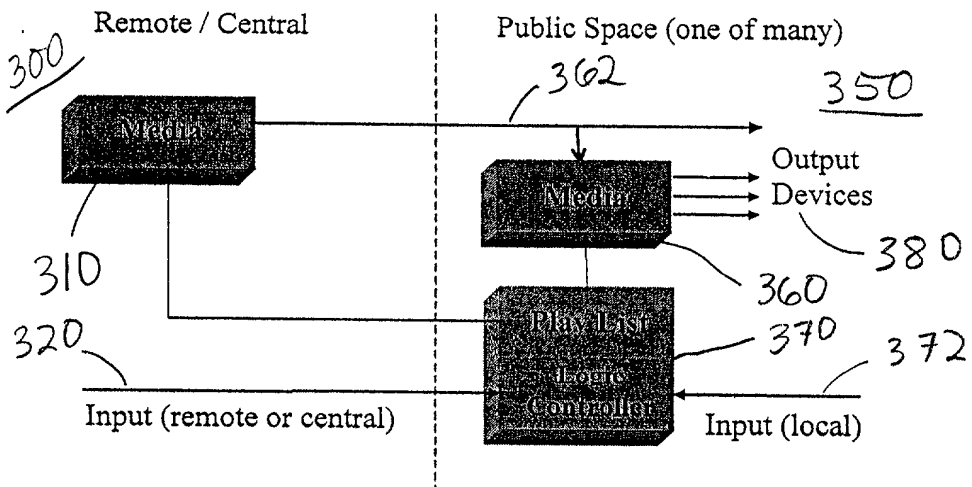 Remote / Central
Public Space (one of many)
300
362
350
Media
Output
Devices
Media
310
380
360
320
Play List
370
372
Logic
Controller
Input (remote or central)
Input (local)